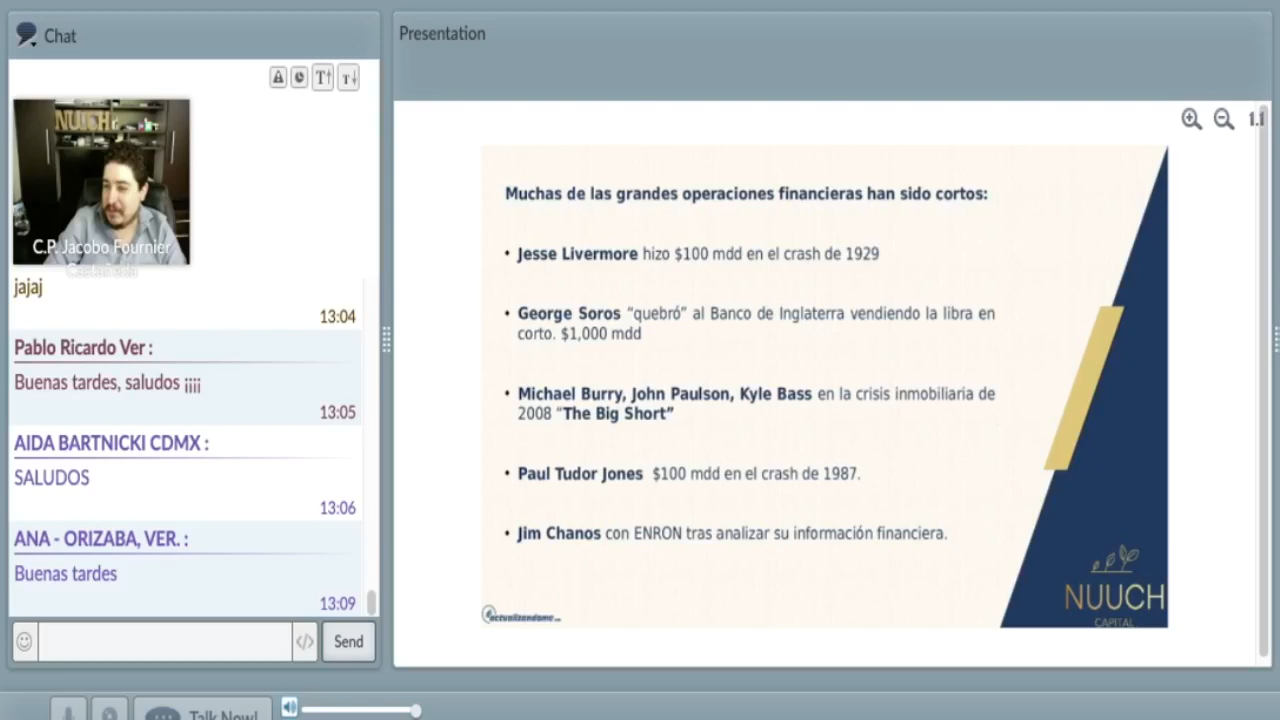 Chat
Presentation
T
T
1.1
NUUCH
C.P. Jacobo Fournier
Castañeda
jajaj
13:04
Pablo Ricardo Ver :
Buenas tardes, saludos ¡¡¡¡
13:05
AIDA BARTNICKI CDMX :
SALUDOS
13:06
ANA - ORIZABA, VER. :
Buenas tardes
13:09
Send
Talk Now!
Muchas de las grandes operaciones financieras han sido cortos:
• Jesse Livermore hizo $100 mdd en el crash de 1929
• George Soros “quebró” al Banco de Inglaterra vendiendo la libra en
corto. $1,000 mdd
• Michael Burry, John Paulson, Kyle Bass en la crisis inmobiliaria de
2008 “The Big Short”
• Paul Tudor Jones $100 mdd en el crash de 1987.
• Jim Chanos con ENRON tras analizar su información financiera.
actualizandome...
NUUCH
CAPITAL